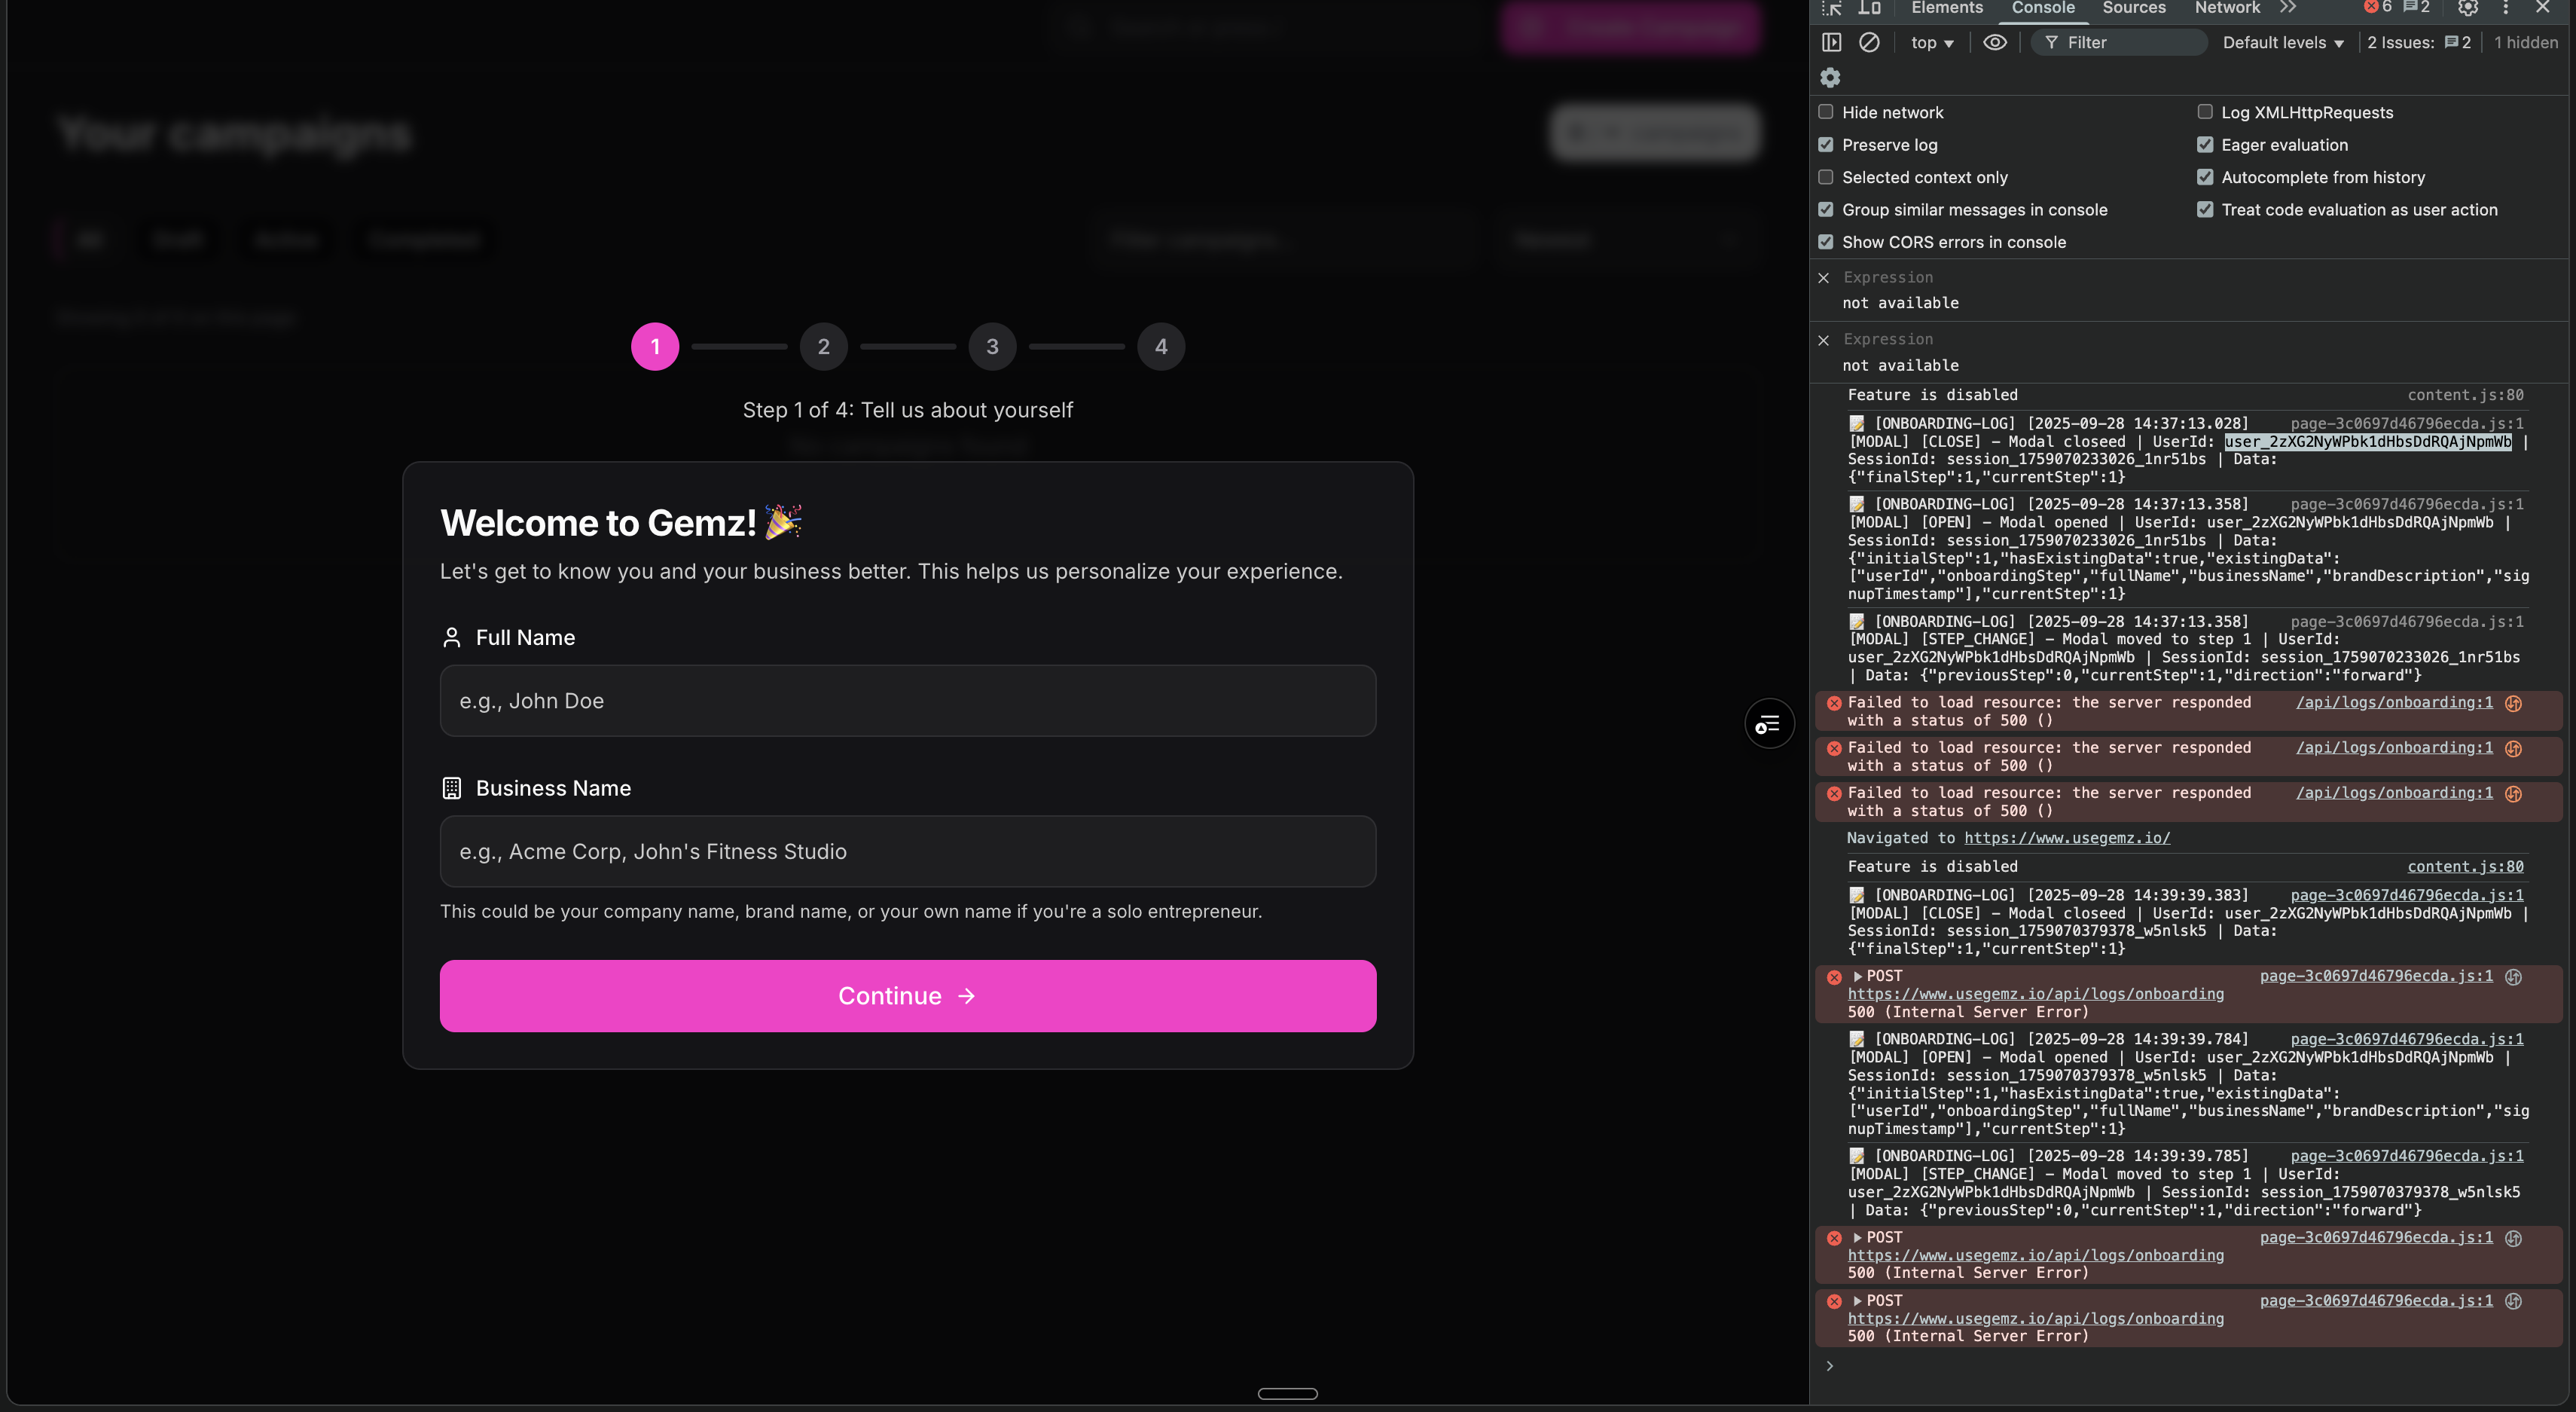 Your campaigns
All
Draft
Active
Completed
Filter campaigns...
Newest
1
2
3
4
Step 1 of 4: Tell us about yourself
Welcome to Gemz! 🎉
Let's get to know you and your business better. This helps us personalize your experience.
Full Name
e.g., John Doe
Business Name
e.g., Acme Corp, John's Fitness Studio
This could be your company name, brand name, or your own name if you're a solo entrepreneur.
Continue →
Elements Console Sources Network 6 2
top Filter Default levels 2 Issues: 2 1 hidden
Hide network Log XMLHttpRequests
Preserve log Eager evaluation
Selected context only Autocomplete from history
Group similar messages in console Treat code evaluation as user action
Show CORS errors in console
Expression
not available
Expression
not available
Feature is disabled content.js:80
📝 [ONBOARDING-LOG] [2025-09-28 14:37:13.028] page-3c0697d46796ecda.js:1
[MODAL] [CLOSE] - Modal closeed | UserId: user_2zXG2NyWPbk1dHbsDdRQAjNpmWb |
SessionId: session_1759070233026_1nr51bs | Data:
{"finalStep":1,"currentStep":1}
📝 [ONBOARDING-LOG] [2025-09-28 14:37:13.358] page-3c0697d46796ecda.js:1
[MODAL] [OPEN] - Modal opened | UserId: user_2zXG2NyWPbk1dHbsDdRQAjNpmWb |
SessionId: session_1759070233026_1nr51bs | Data:
{"initialStep":1,"hasExistingData":true,"existingData":
["userId","onboardingStep","fullName","businessName","brandDescription","sig
nupTimestamp"],"currentStep":1}
📝 [ONBOARDING-LOG] [2025-09-28 14:37:13.358] page-3c0697d46796ecda.js:1
[MODAL] [STEP_CHANGE] - Modal moved to step 1 | UserId:
user_2zXG2NyWPbk1dHbsDdRQAjNpmWb | SessionId: session_1759070233026_1nr51bs
| Data: {"previousStep":0,"currentStep":1,"direction":"forward"}
Failed to load resource: the server responded /api/logs/onboarding:1
with a status of 500 ()
Failed to load resource: the server responded /api/logs/onboarding:1
with a status of 500 ()
Failed to load resource: the server responded /api/logs/onboarding:1
with a status of 500 ()
Navigated to https://www.usegemz.io/
Feature is disabled content.js:80
📝 [ONBOARDING-LOG] [2025-09-28 14:39:39.383] page-3c0697d46796ecda.js:1
[MODAL] [CLOSE] - Modal closeed | UserId: user_2zXG2NyWPbk1dHbsDdRQAjNpmWb |
SessionId: session_1759070379378_w5nlsk5 | Data:
{"finalStep":1,"currentStep":1}
POST page-3c0697d46796ecda.js:1
https://www.usegemz.io/api/logs/onboarding
500 (Internal Server Error)
📝 [ONBOARDING-LOG] [2025-09-28 14:39:39.784] page-3c0697d46796ecda.js:1
[MODAL] [OPEN] - Modal opened | UserId: user_2zXG2NyWPbk1dHbsDdRQAjNpmWb |
SessionId: session_1759070379378_w5nlsk5 | Data:
{"initialStep":1,"hasExistingData":true,"existingData":
["userId","onboardingStep","fullName","businessName","brandDescription","sig
nupTimestamp"],"currentStep":1}
📝 [ONBOARDING-LOG] [2025-09-28 14:39:39.785] page-3c0697d46796ecda.js:1
[MODAL] [STEP_CHANGE] - Modal moved to step 1 | UserId:
user_2zXG2NyWPbk1dHbsDdRQAjNpmWb | SessionId: session_1759070379378_w5nlsk5
| Data: {"previousStep":0,"currentStep":1,"direction":"forward"}
POST page-3c0697d46796ecda.js:1
https://www.usegemz.io/api/logs/onboarding
500 (Internal Server Error)
POST page-3c0697d46796ecda.js:1
https://www.usegemz.io/api/logs/onboarding
500 (Internal Server Error)